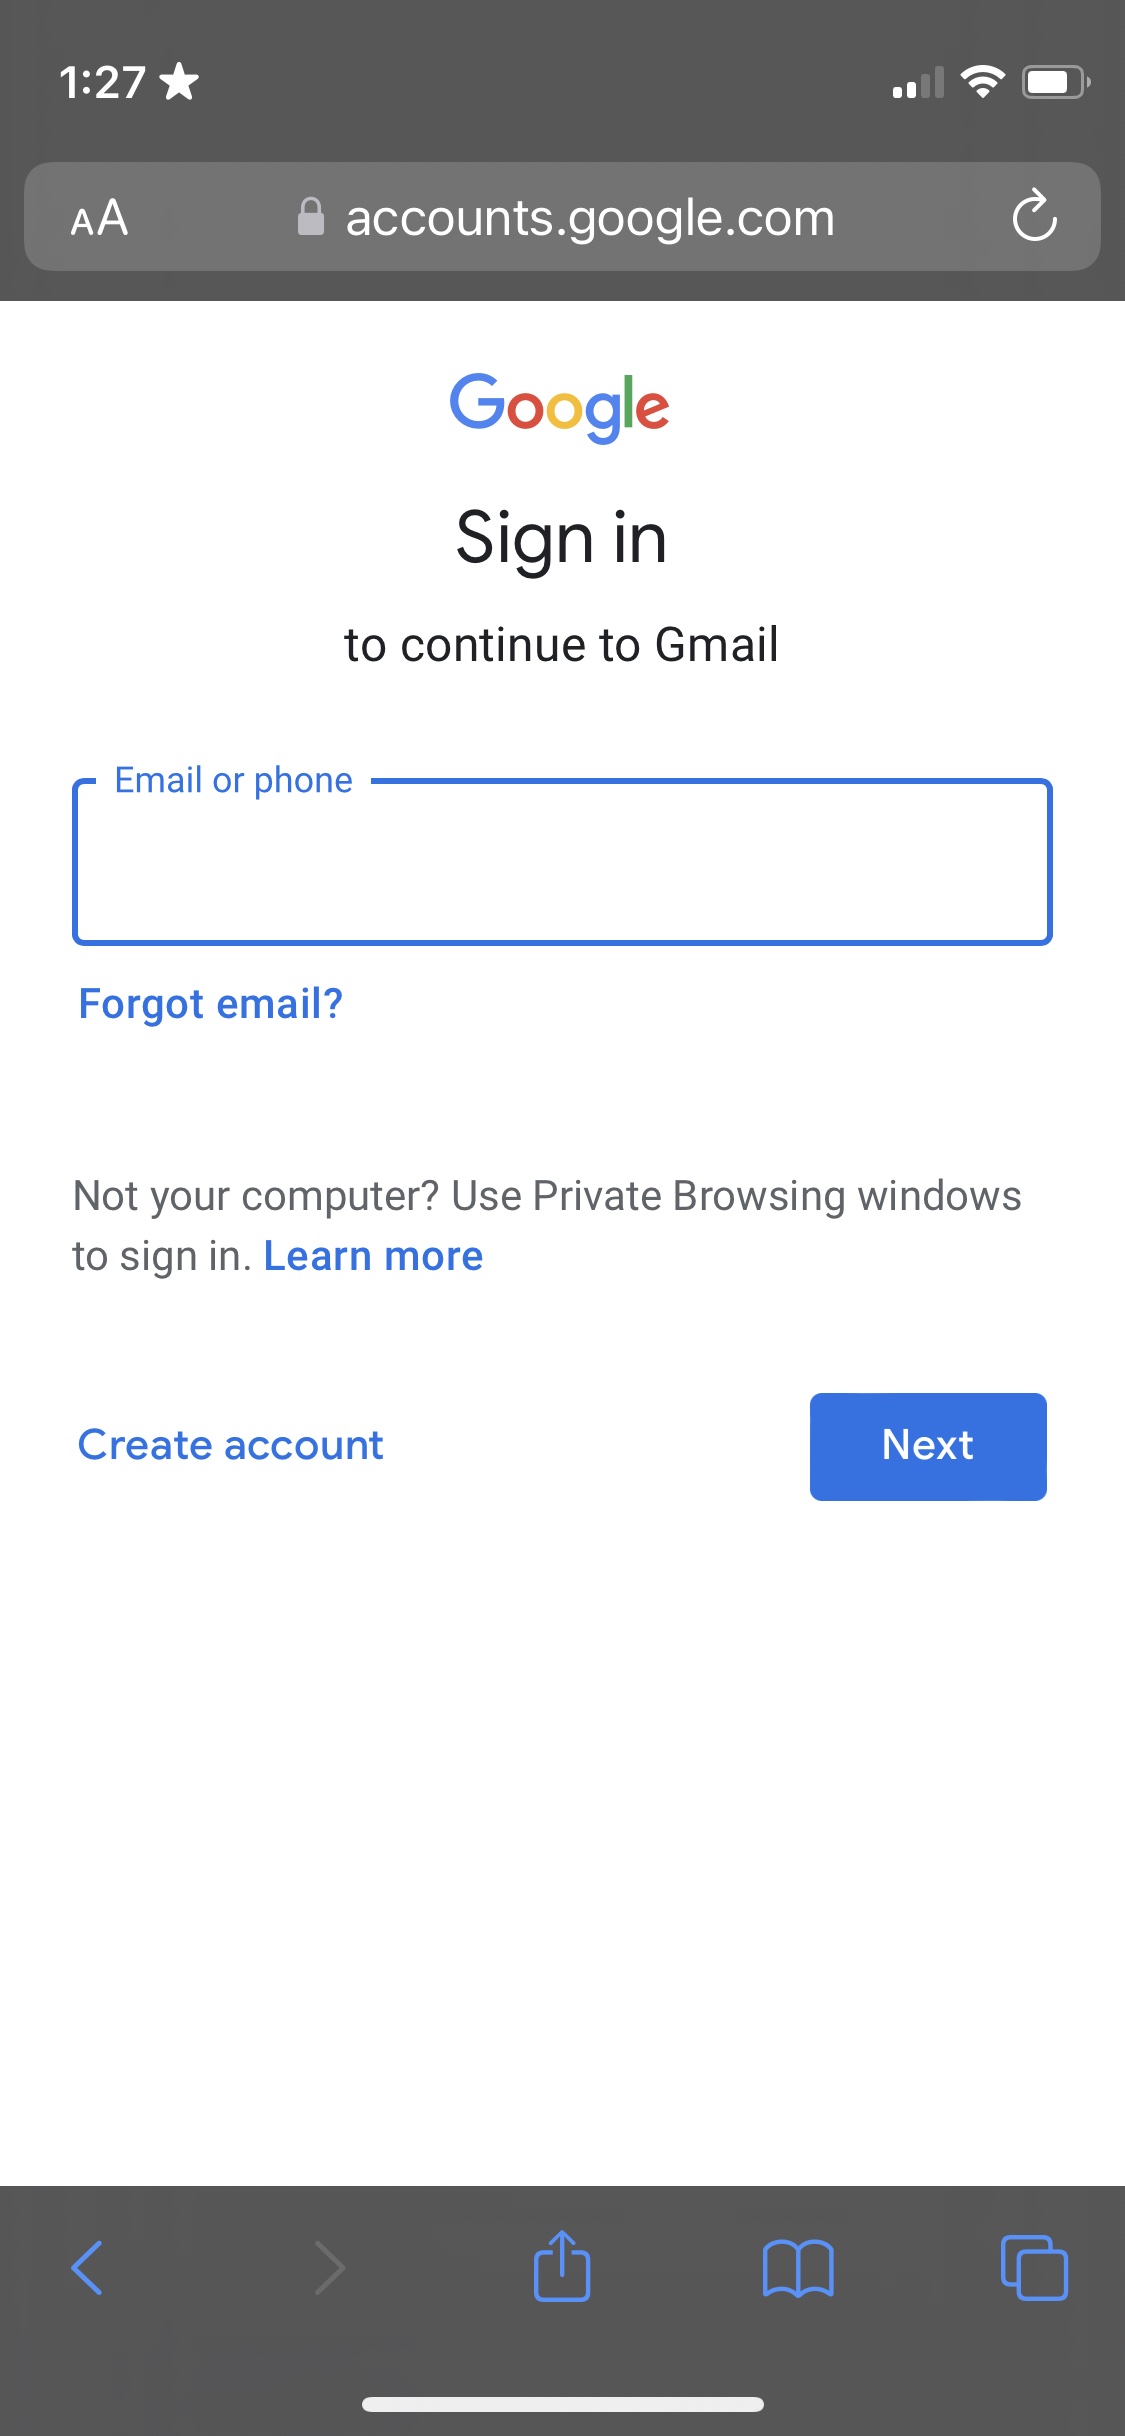 1:27
AA accounts.google.com
Google
Sign in
to continue to Gmail
Email or phone
Forgot email?
Not your computer? Use Private Browsing windows
to sign in. Learn more
Create account Next